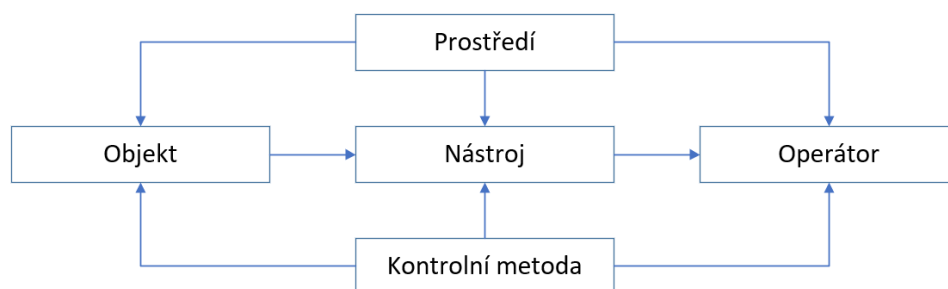 Prostředí
Objekt
Nástroj
Operátor
Kontrolní metoda